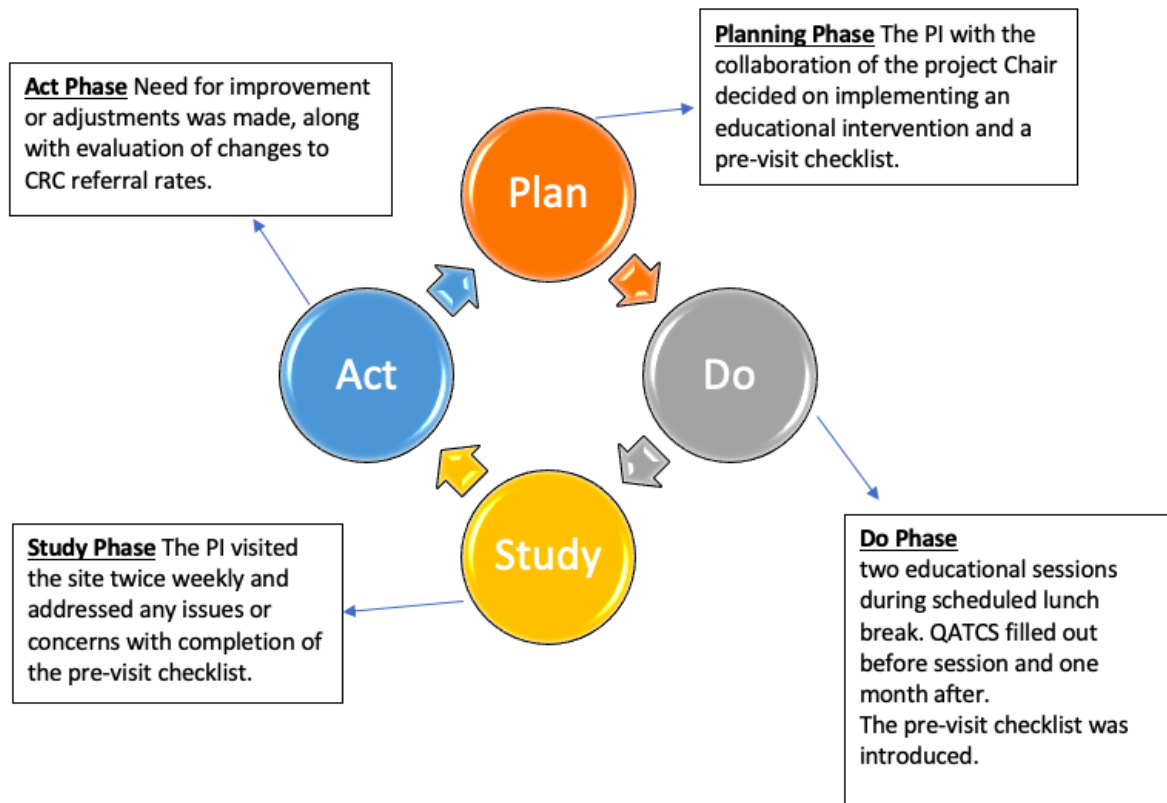 Planning Phase The PI with the
collaboration of the project Chair
decided on implementing an
educational intervention and a
pre-visit checklist.
Act Phase Need for improvement
or adjustments was made, along
with evaluation of changes to
CRC referral rates.
Plan
Act
Do
Study
Study Phase The PI visited
the site twice weekly and
addressed any issues or
concerns with completion of
the pre-visit checklist.
Do Phase
two educational sessions
during scheduled lunch
break. QATCS filled out
before session and one
month after.
The pre-visit checklist was
introduced.